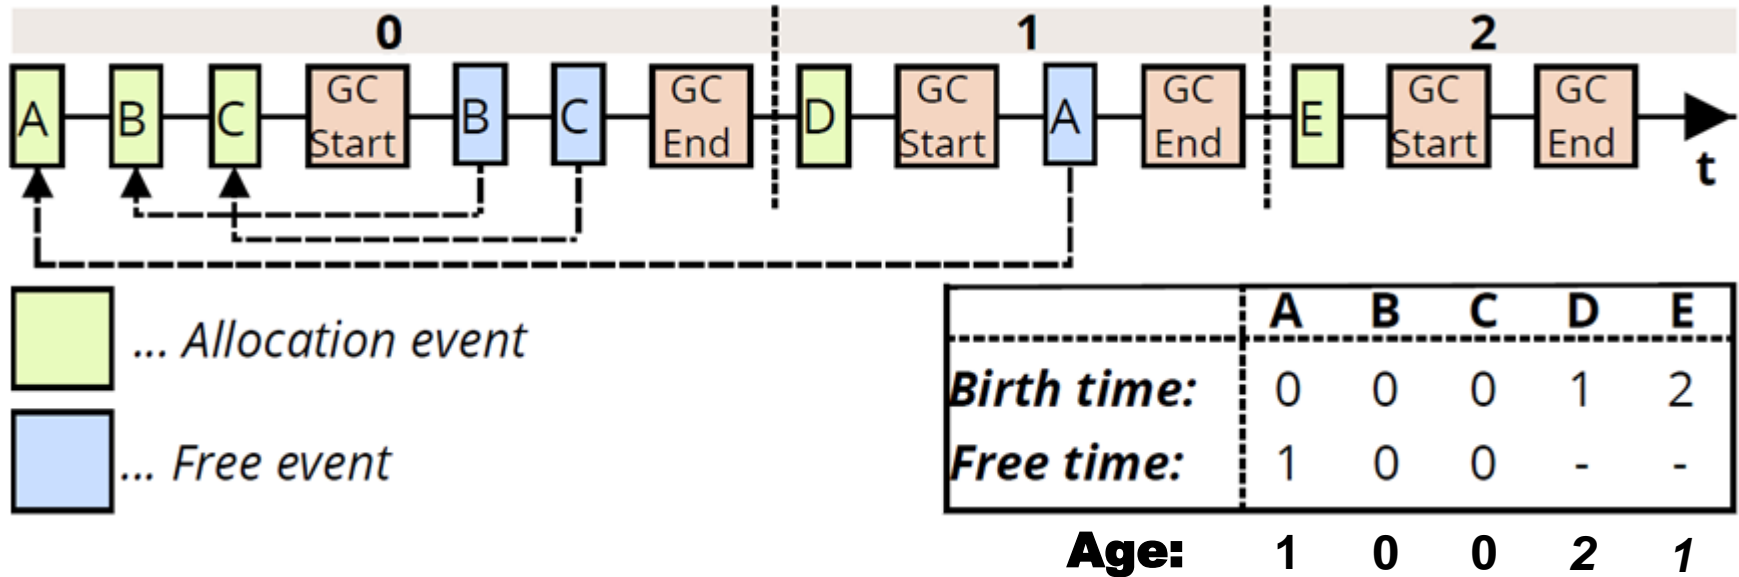 0 1 2
A B C GC Start B C GC End D GC Start A GC End E GC Start GC End
t
... Allocation event
... Free event
A B C D E
Birth time: 0 0 0 1 2
Free time: 1 0 0 - -
Age: 1 0 0 2 1